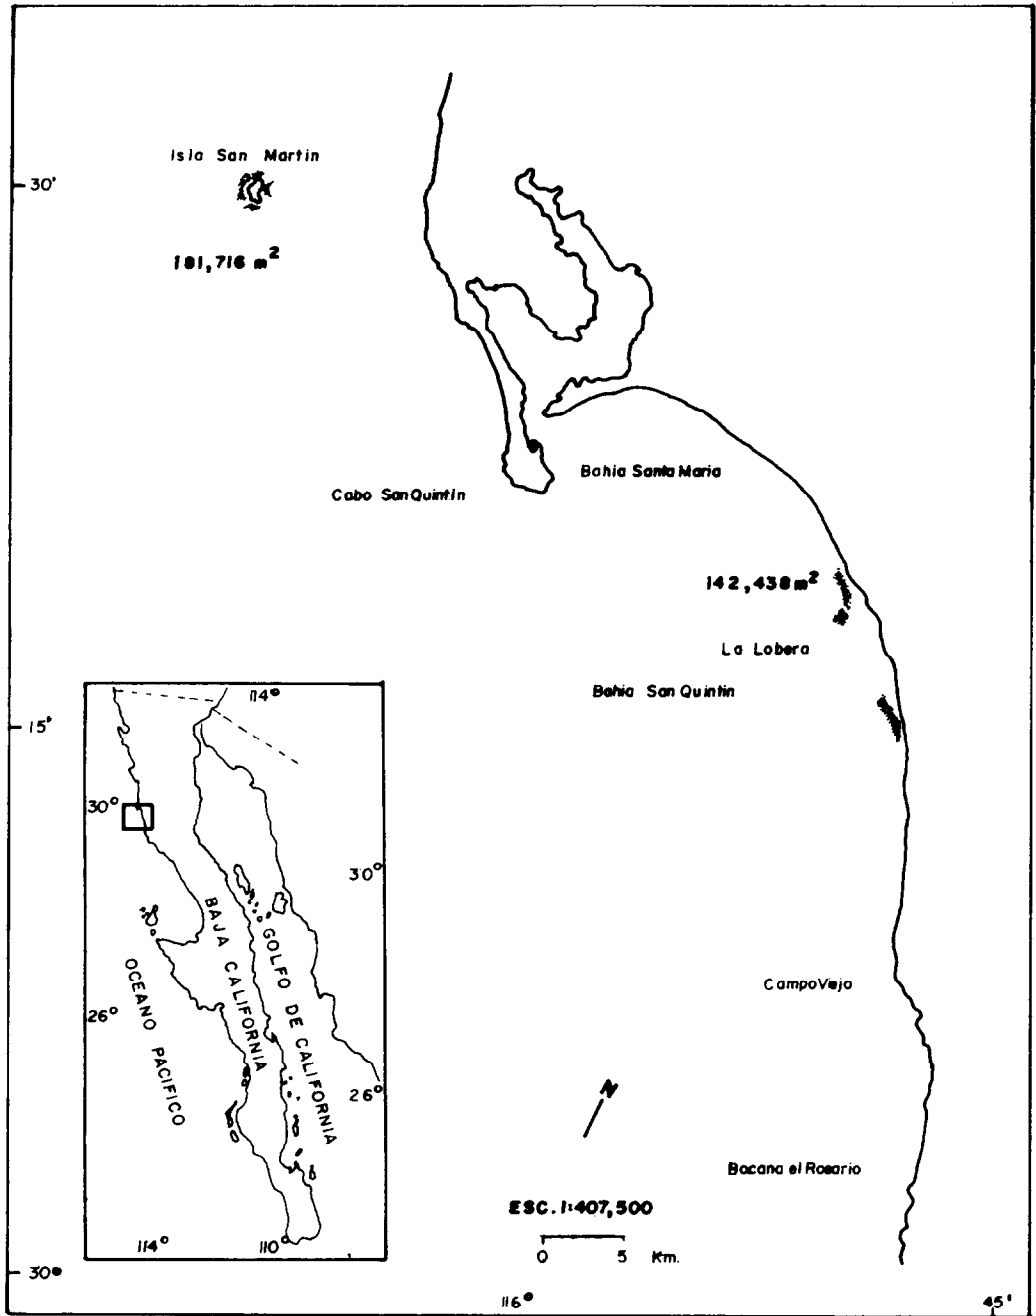 Isla San Martin
30'
181,716 m²
Bahia Santa Maria
Cabo San Quintin
142,438 m²
La Lobera
Bahia San Quintin
15'
114°
30°
30°
BAJA CALIFORNIA
GOLFO DE CALIFORNIA
OCEANO PACIFICO
26°
26°
114°
110°
Campo Viejo
N
Bocana el Rosario
ESC. 1:407,500
0 5 Km.
30°
116°
45'